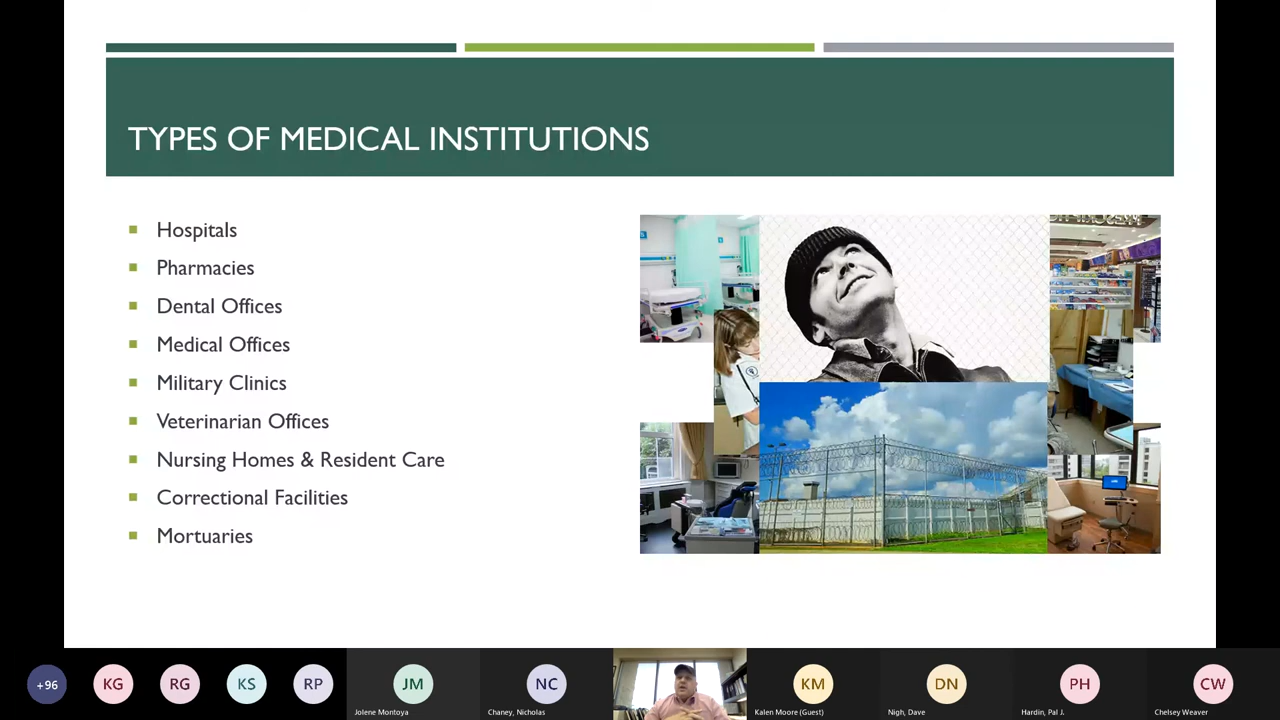 TYPES OF MEDICAL INSTITUTIONS
Hospitals
Pharmacies
Dental Offices
Medical Offices
Military Clinics
Veterinarian Offices
Nursing Homes & Resident Care
Correctional Facilities
Mortuaries
+96
KG
RG
KS
RP
JM
NC
KM
DN
PH
CW
Jolene Montoya
Chaney, Nicholas
Kalen Moore (Guest)
Nigh, Dave
Hardin, Pal J.
Chelsey Weaver